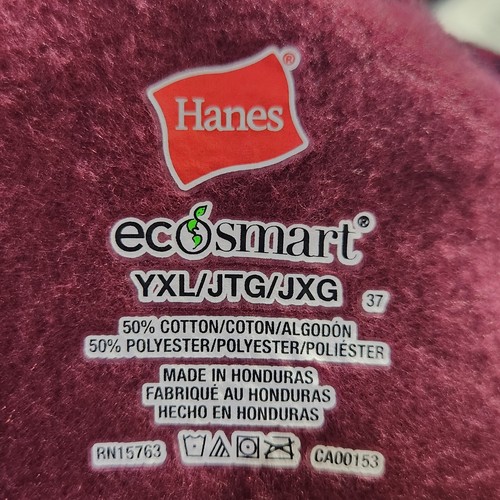 Hanes®
ecosmart®
YXL/JTG/JXG 37
50% COTTON/COTON/ALGODÓN
50% POLYESTER/POLYESTER/POLIÉSTER
MADE IN HONDURAS
FABRIQUÉ AU HONDURAS
HECHO EN HONDURAS
RN15763 CA00153